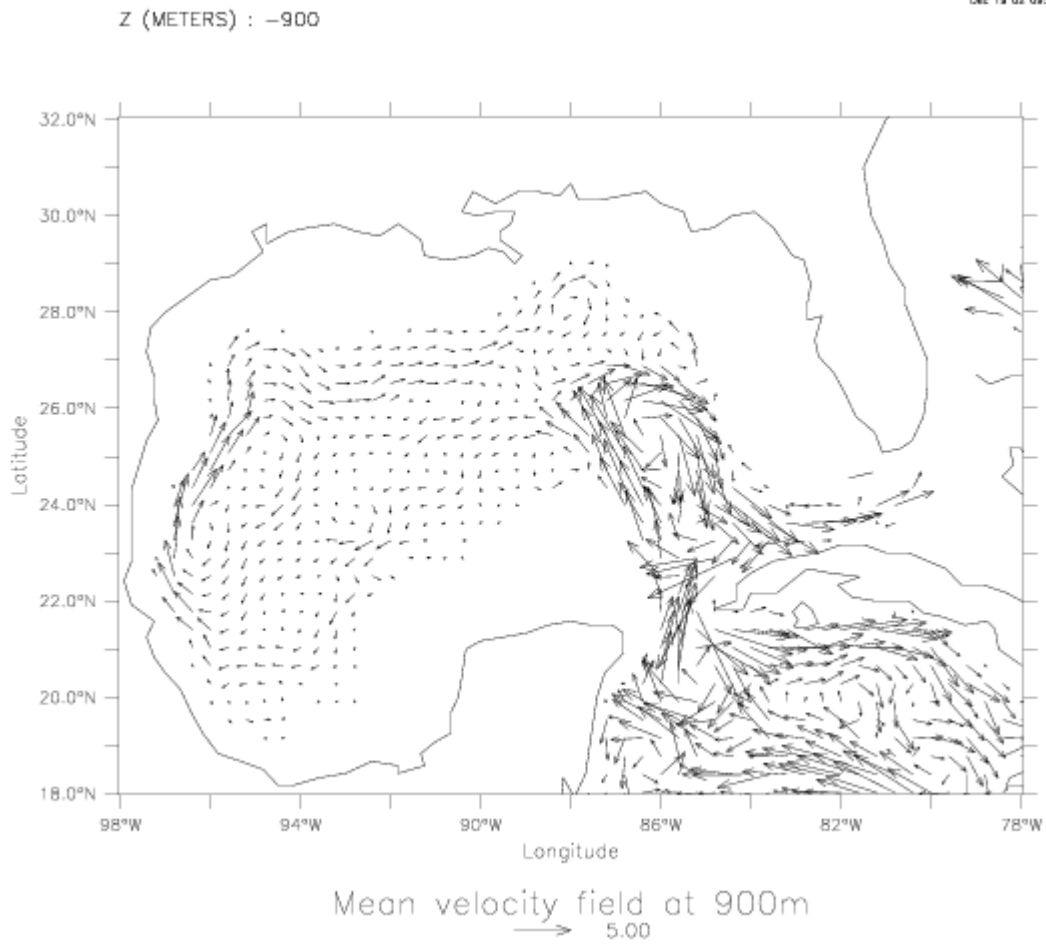 Z (METERS) : -900
32.0°N
30.0°N
28.0°N
26.0°N
24.0°N
22.0°N
20.0°N
18.0°N
Latitude
98°W 94°W 90°W 86°W 82°W 78°W
Longitude
Mean velocity field at 900m
5.00